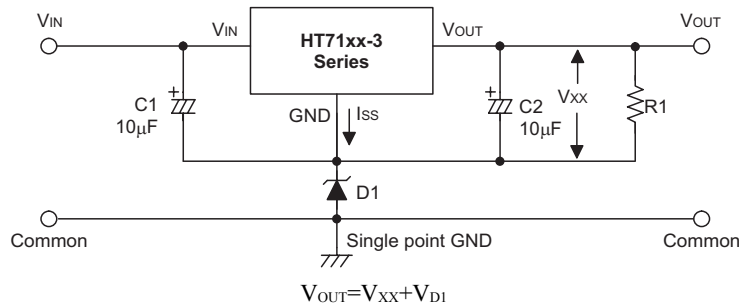 VIN
VIN
HT71xx-3
Series
VOUT
VOUT
C1
10μF
GND
ISS
C2
10μF
VXX
R1
D1
Common
Single point GND
Common
VOUT=VXX+VD1